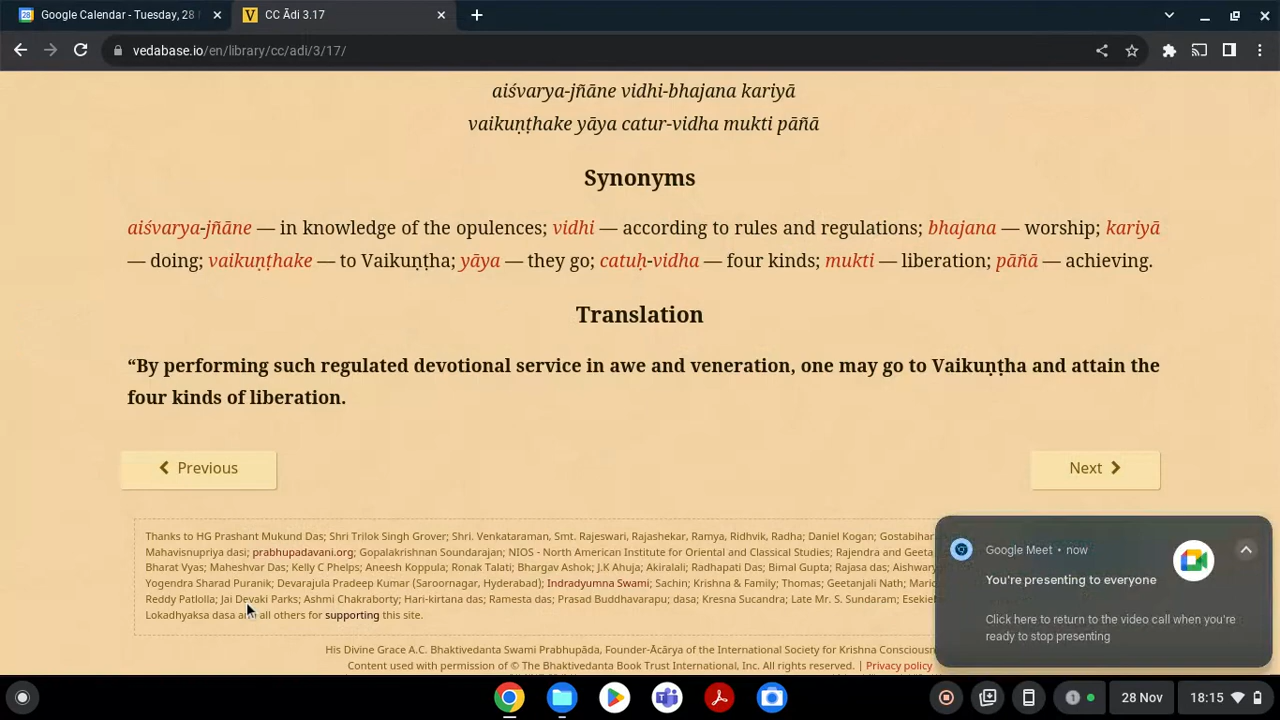 Google Calendar - Tuesday, 28
CC Ādi 3.17
vedabase.io/en/library/cc/adi/3/17/
aiśvarya-jñāne vidhi-bhajana kariyā
vaikuṇṭhake yāya catur-vidha mukti pāñā
Synonyms
aiśvarya-jñāne — in knowledge of the opulences; vidhi — according to rules and regulations; bhajana — worship; kariyā
— doing; vaikuṇṭhake — to Vaikuṇṭha; yāya — they go; catuḥ-vidha — four kinds; mukti — liberation; pāñā — achieving.
Translation
“By performing such regulated devotional service in awe and veneration, one may go to Vaikuṇṭha and attain the
four kinds of liberation.
Previous
Next
Thanks to HG Prashant Mukund Das; Shri Trilok Singh Grover; Shri. Venkataraman, Smt. Rajeswari, Rajashekar, Ramya, Ridhvik, Radha; Daniel Kogan; Gostabihar
Mahavisnupriya dasi; prabhupadavani.org; Gopalakrishnan Soundarajan; NIOS - North American Institute for Oriental and Classical Studies; Rajendra and Geeta
Bharat Vyas; Maheshvar Das; Kelly C Phelps; Aneesh Koppula; Ronak Talati; Bhargav Ashok; J.K Ahuja; Akiralali; Radhapati Das; Bimal Gupta; Rajasa das; Aishwary
Yogendra Sharad Puranik; Devarajula Pradeep Kumar (Saroornagar, Hyderabad); Indradyumna Swami; Sachin; Krishna & Family; Thomas; Geetanjali Nath; Mario
Reddy Patlolla; Jai Devaki Parks; Ashmi Chakraborty; Hari-kirtana das; Ramesta das; Prasad Buddhavarapu; dasa; Kresna Sucandra; Late Mr. S. Sundaram; Esekie
Lokadhyaksa dasa and all others for supporting this site.
His Divine Grace A.C. Bhaktivedanta Swami Prabhupāda, Founder-Ācārya of the International Society for Krishna Consciousn
Content used with permission of © The Bhaktivedanta Book Trust International, Inc. All rights reserved. | Privacy policy
Google Meet • now
You're presenting to everyone
Click here to return to the video call when you're
ready to stop presenting
1
28 Nov
18:15